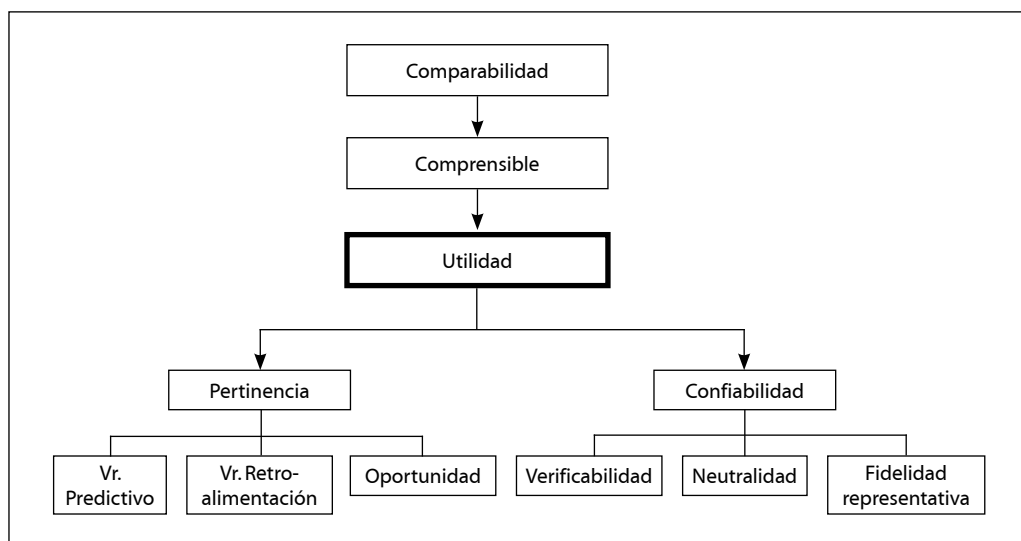 Comparabilidad
Comprensible
Utilidad
Pertinencia
Confiabilidad
Vr.
Predictivo
Vr. Retro-
alimentación
Oportunidad
Verificabilidad
Neutralidad
Fidelidad
representativa